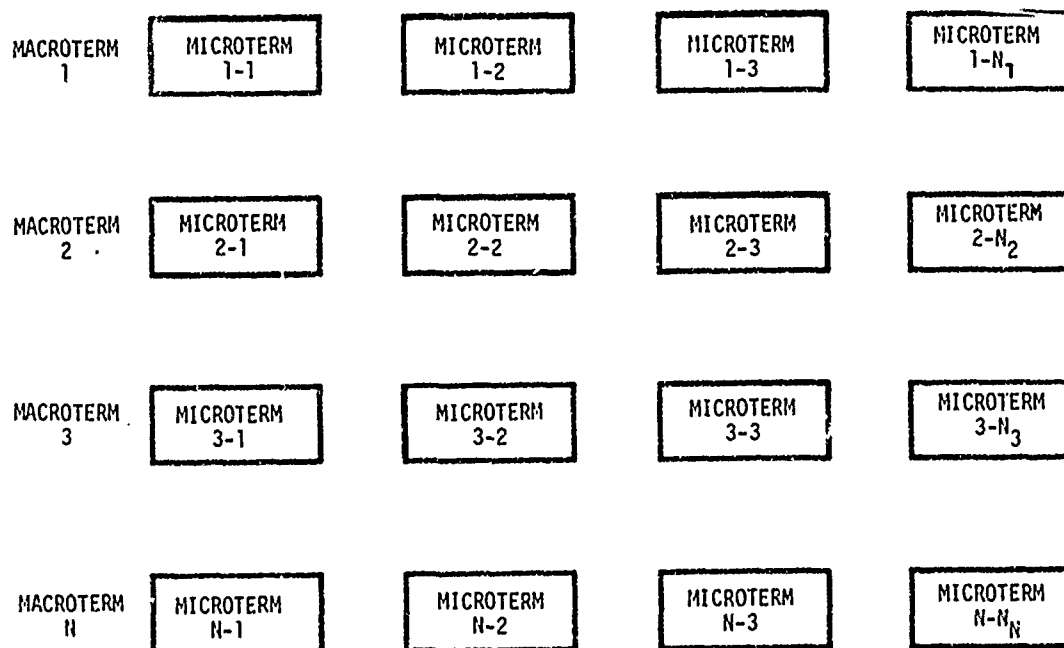 MACROTERM
1
MICROTERM
1-1
MICROTERM
1-2
MICROTERM
1-3
MICROTERM
1-N₁
MACROTERM
2
MICROTERM
2-1
MICROTERM
2-2
MICROTERM
2-3
MICROTERM
2-N₂
MACROTERM
3
MICROTERM
3-1
MICROTERM
3-2
MICROTERM
3-3
MICROTERM
3-N₃
MACROTERM
N
MICROTERM
N-1
MICROTERM
N-2
MICROTERM
N-3
MICROTERM
N-N_N